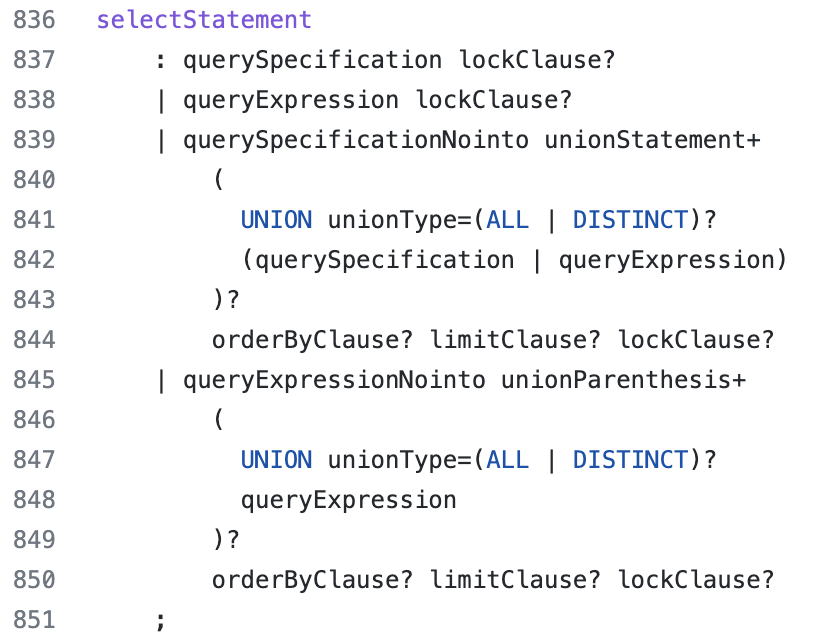 836 selectStatement
837 : querySpecification lockClause?
838 | queryExpression lockClause?
839 | querySpecificationNointo unionStatement+
840 (
841 UNION unionType=(ALL | DISTINCT)?
842 (querySpecification | queryExpression)
843 )?
844 orderByClause? limitClause? lockClause?
845 | queryExpressionNointo unionParenthesis+
846 (
847 UNION unionType=(ALL | DISTINCT)?
848 queryExpression
849 )?
850 orderByClause? limitClause? lockClause?
851 ;